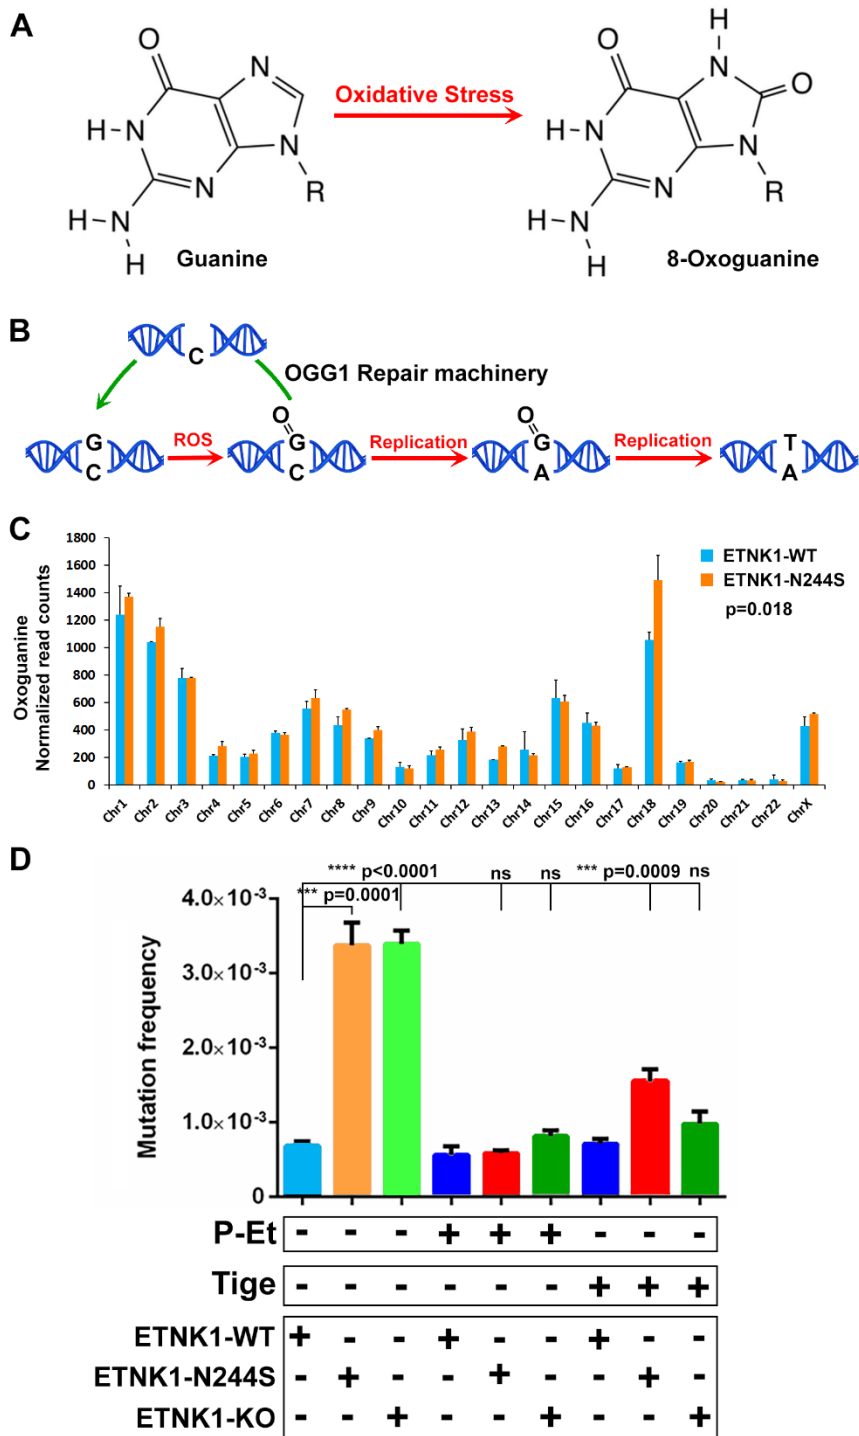 A
O
H
N
N
O
H-N
N
R
H-N
H
Guanine
Oxidative Stress
O
H
N
O
H-N
N
N
R
H-N
H
8-Oxoguanine
B
C
OGG1 Repair machinery
G
C
ROS
O
G
C
Replication
O
G
A
Replication
T
A
C
Oxoguanine
Normalized read counts
1800
1600
1400
1200
1000
800
600
400
200
0
ETNK1-WT
ETNK1-N244S
p=0.018
Chr1 Chr2 Chr3 Chr4 Chr5 Chr6 Chr7 Chr8 Chr9 Chr10 Chr11 Chr12 Chr13 Chr14 Chr15 Chr16 Chr17 Chr18 Chr19 Chr20 Chr21 Chr22 ChrX
D
**** p<0.0001 ns ns *** p=0.0009 ns
*** p=0.0001
Mutation frequency
4.0×10-3
3.0×10-3
2.0×10-3
1.0×10-3
0
P-Et - - - + + + - - -
Tige - - - - - - + + +
ETNK1-WT + - - + - - + - -
ETNK1-N244S - + - - + - - + -
ETNK1-KO - - + - - + - - +